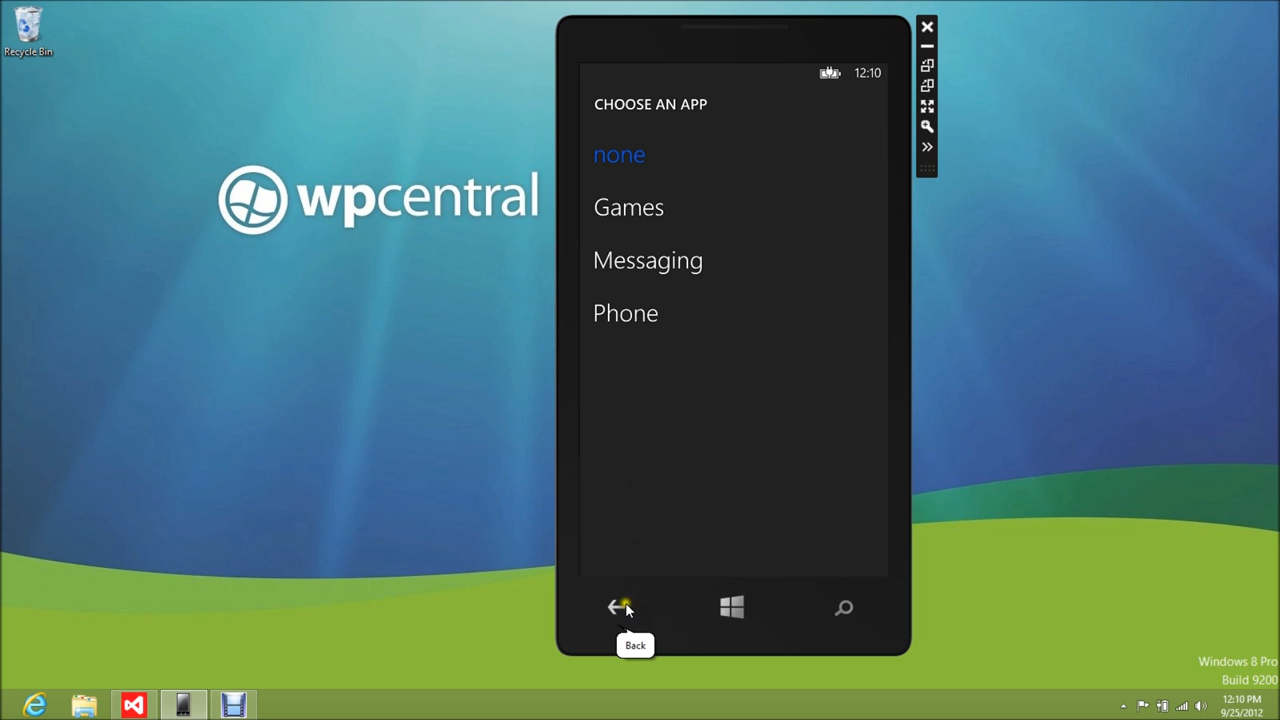 Recycle Bin
wpcentral
12:10
CHOOSE AN APP
none
Games
Messaging
Phone
Back
Windows 8 Pro
Build 9200
12:10 PM
9/25/2012